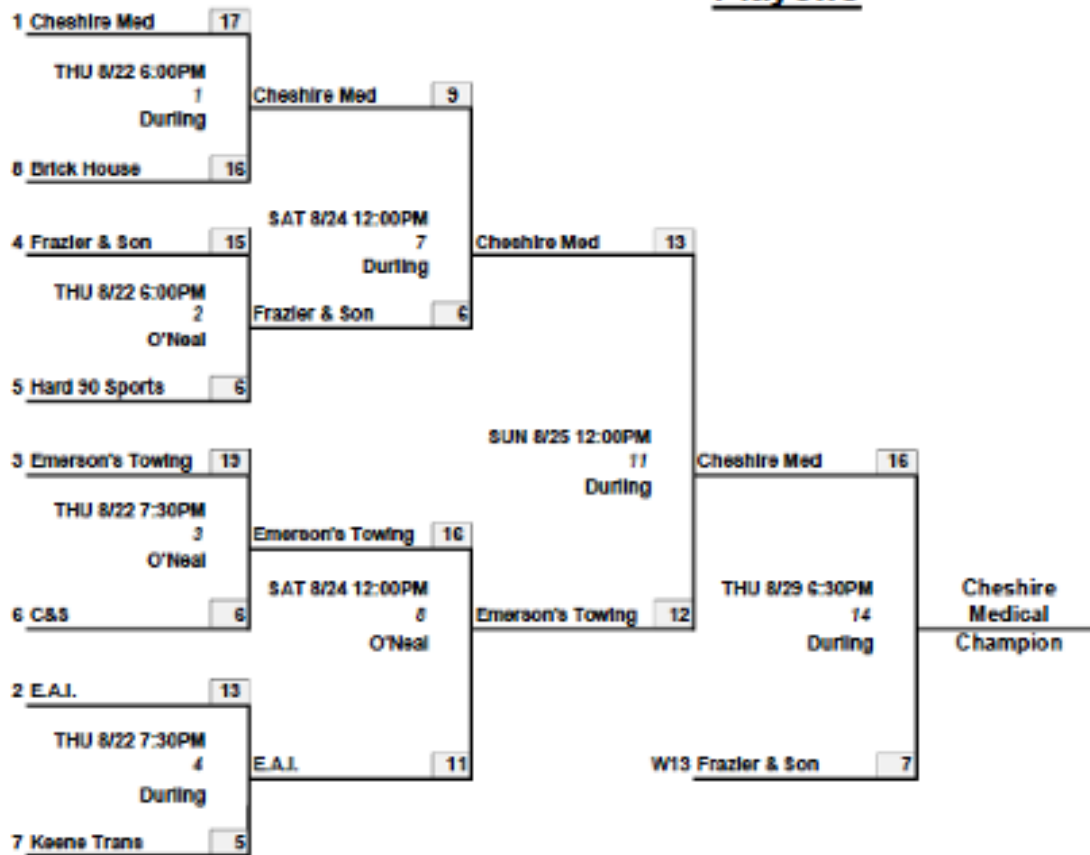 1 Cheshire Med 17
THU 8/22 6:00PM
1
Durling
8 Brick House 16
Cheshire Med 9
SAT 8/24 12:00PM
7
Durling
Frazier & Son 6
4 Frazier & Son 15
THU 8/22 6:00PM
2
O'Neal
5 Hard 90 Sports 6
Cheshire Med 13
SUN 8/25 12:00PM
11
Durling
Emerson's Towing 12
3 Emerson's Towing 13
THU 8/22 7:30PM
3
O'Neal
6 C&S 6
Emerson's Towing 16
SAT 8/24 12:00PM
8
O'Neal
E.A.I. 11
2 E.A.I. 13
THU 8/22 7:30PM
4
Durling
7 Keene Trans 5
Cheshire Med 16
THU 8/29 6:30PM
14
Durling
W13 Frazier & Son 7
Cheshire
Medical
Champion